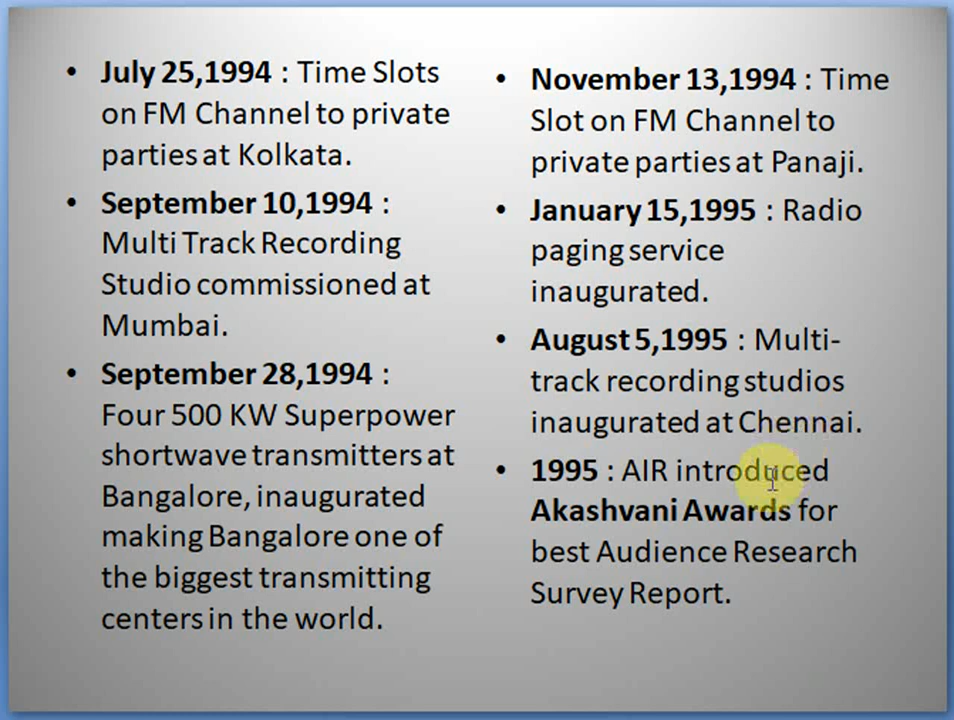 • July 25,1994 : Time Slots
on FM Channel to private
parties at Kolkata.
• September 10,1994 :
Multi Track Recording
Studio commissioned at
Mumbai.
• September 28,1994 :
Four 500 KW Superpower
shortwave transmitters at
Bangalore, inaugurated
making Bangalore one of
the biggest transmitting
centers in the world.
• November 13,1994 : Time
Slot on FM Channel to
private parties at Panaji.
• January 15,1995 : Radio
paging service
inaugurated.
• August 5,1995 : Multi-
track recording studios
inaugurated at Chennai.
• 1995 : AIR introduced
Akashvani Awards for
best Audience Research
Survey Report.